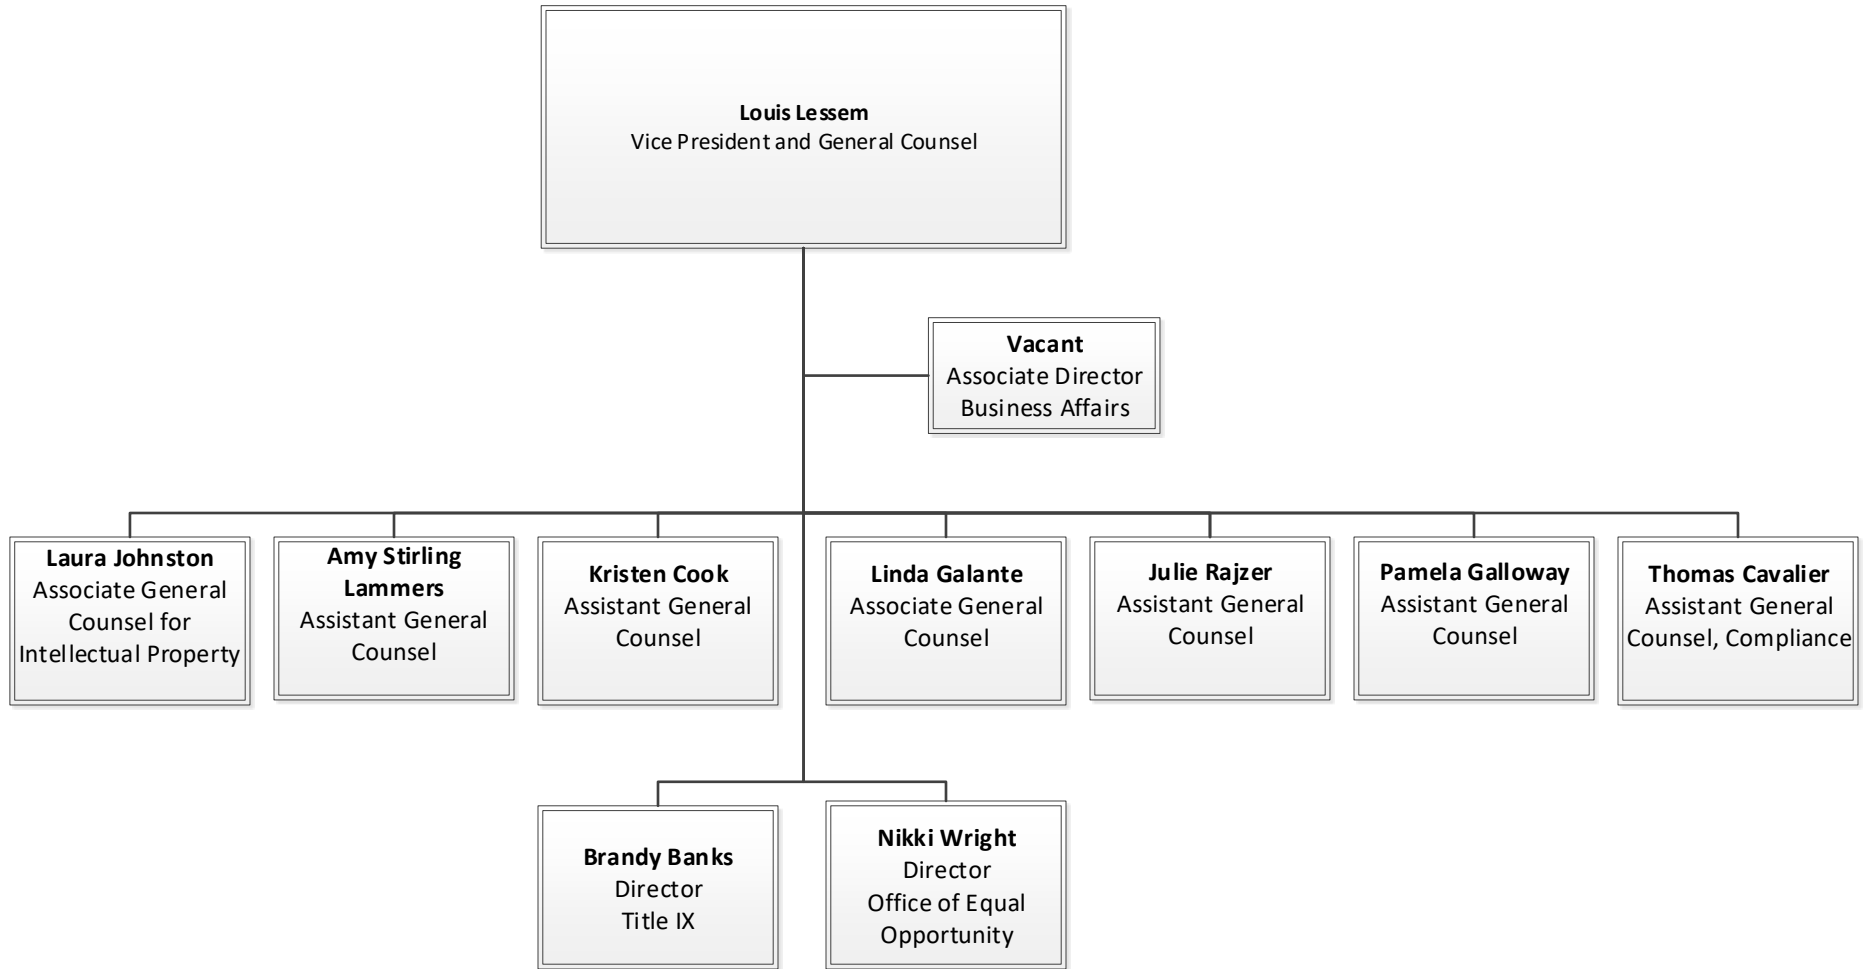 Louis Lessem
Vice President and General Counsel
Vacant
Associate Director
Business Affairs
Laura Johnston
Associate General
Counsel for
Intellectual Property
Amy Stirling
Lammers
Assistant General
Counsel
Kristen Cook
Assistant General
Counsel
Linda Galante
Associate General
Counsel
Julie Rajzer
Assistant General
Counsel
Pamela Galloway
Assistant General
Counsel
Thomas Cavalier
Assistant General
Counsel, Compliance
Brandy Banks
Director
Title IX
Nikki Wright
Director
Office of Equal
Opportunity